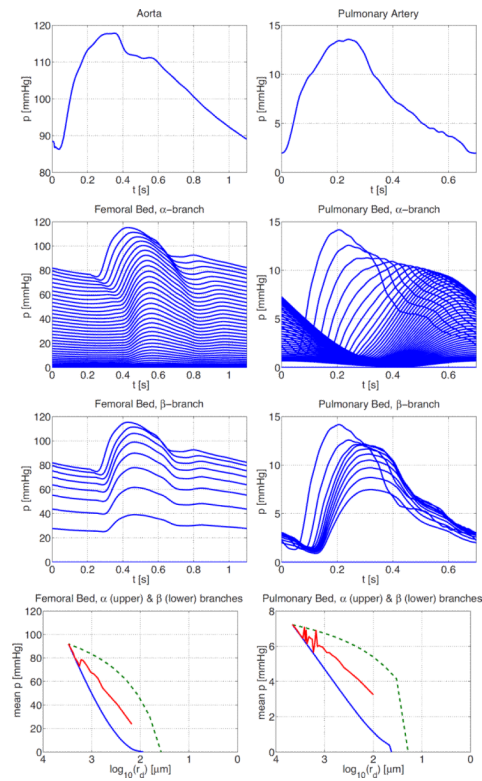 Aorta
120
110
100
90
80
p [mmHg]
0 0.2 0.4 0.6 0.8 1
t [s]
Pulmonary Artery
15
10
5
0
p [mmHg]
0 0.2 0.4 0.6
t [s]
Femoral Bed, α−branch
120
100
80
60
40
20
0
p [mmHg]
0 0.2 0.4 0.6 0.8 1
t [s]
Pulmonary Bed, α−branch
15
10
5
0
p [mmHg]
0 0.2 0.4 0.6
t [s]
Femoral Bed, β−branch
120
100
80
60
40
20
0
p [mmHg]
0 0.2 0.4 0.6 0.8 1
t [s]
Pulmonary Bed, β−branch
15
10
5
0
p [mmHg]
0 0.2 0.4 0.6
t [s]
Femoral Bed, α (upper) & β (lower) branches
120
100
80
60
40
20
0
mean p [mmHg]
4 3 2 1 0
log10(rd) [μm]
Pulmonary Bed, α (upper) & β (lower) branches
8
6
4
2
0
mean p [mmHg]
4 3 2 1 0
log10(rd) [μm]